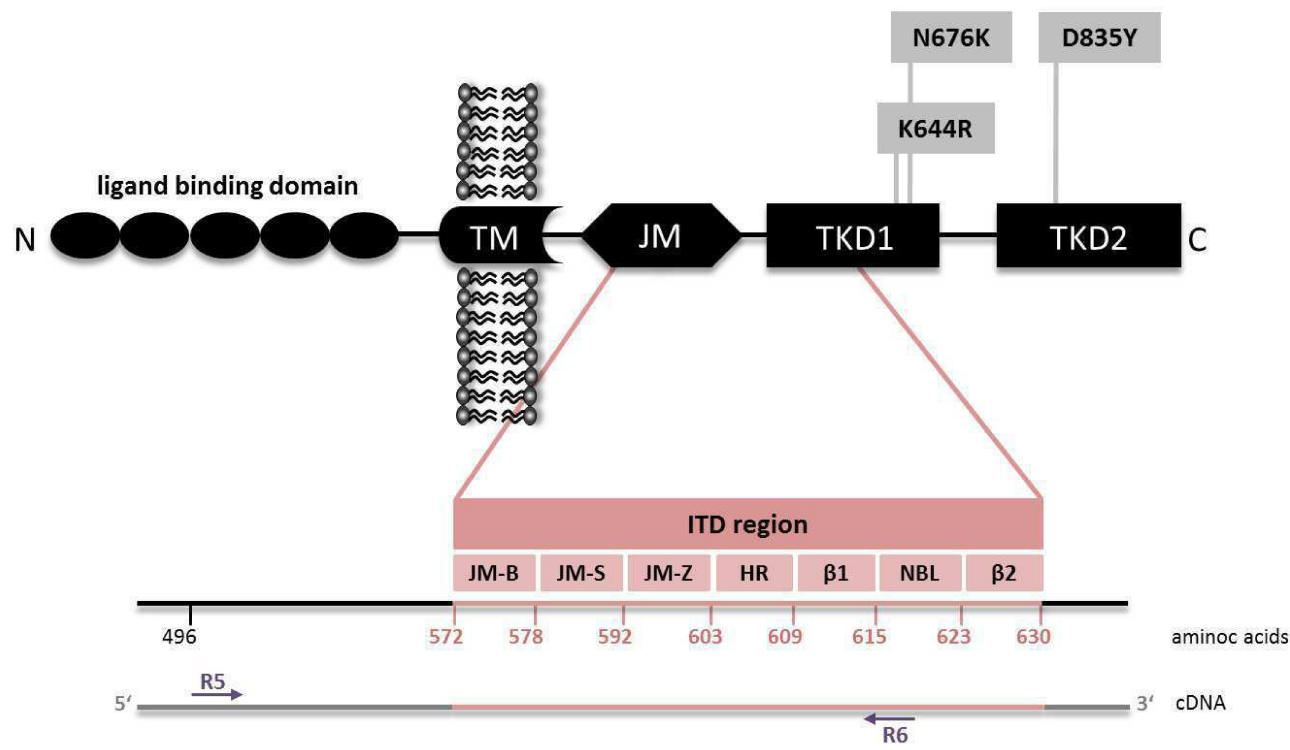 N676K D835Y
K644R
ligand binding domain
N TM JM TKD1 TKD2 C
ITD region
JM-B JM-S JM-Z HR β1 NBL β2
496 572 578 592 603 609 615 623 630 aminoc acids
R5
5‘ 3‘ cDNA
R6